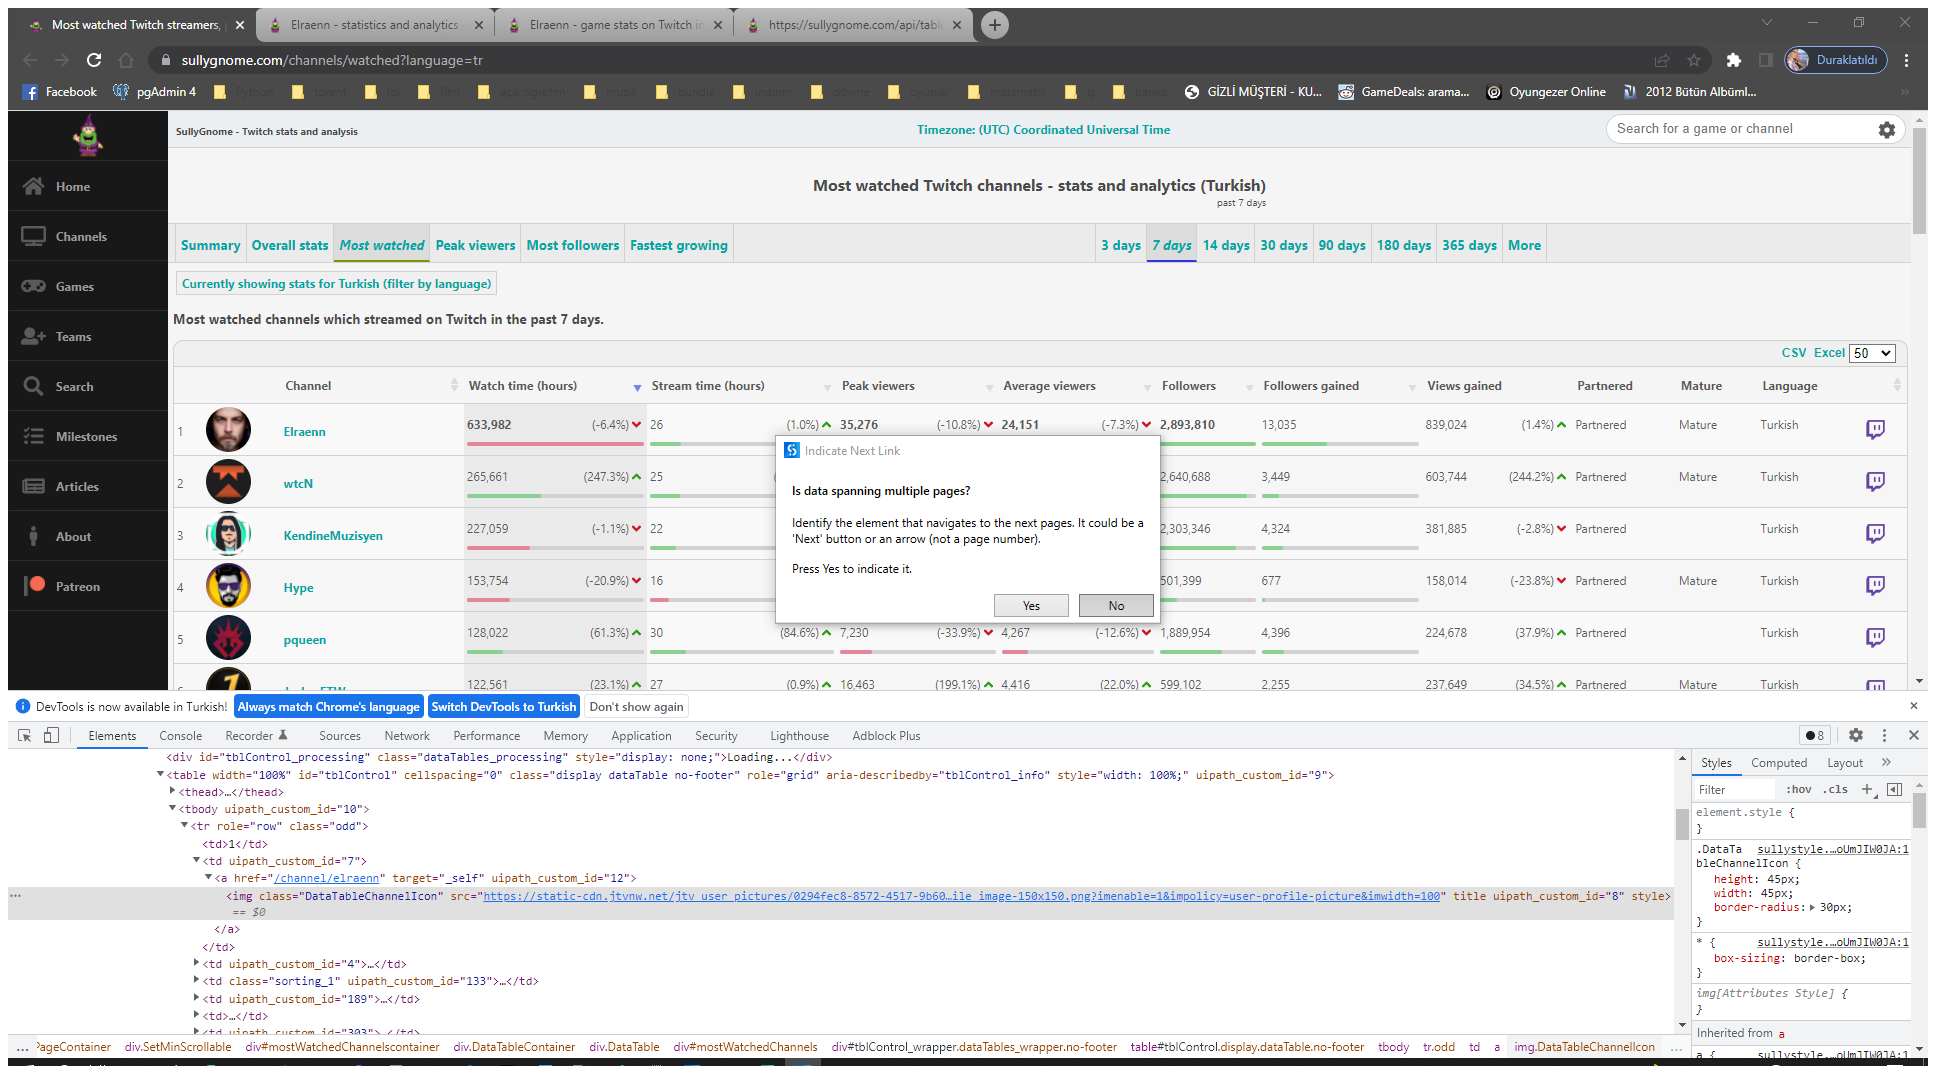 Most watched Twitch streamers,
Elraenn - statistics and analytics
Elraenn - game stats on Twitch in
https://sullygnome.com/api/tabl
sullygnome.com/channels/watched?language=tr
Duraklatıldı
Facebook
pgAdmin 4
Python
torent
lol
film
açık öğretim
muzik
bundle
indirim
dövme
oyunlar
matematik
iş
banka
GİZLİ MÜŞTERİ - KU...
GameDeals: arama...
Oyungezer Online
2012 Bütün Albüml...
SullyGnome - Twitch stats and analysis
Timezone: (UTC) Coordinated Universal Time
Search for a game or channel
Home
Channels
Games
Teams
Search
Milestones
Articles
About
Patreon
Most watched Twitch channels - stats and analytics (Turkish)
past 7 days
Summary Overall stats Most watched Peak viewers Most followers Fastest growing
3 days 7 days 14 days 30 days 90 days 180 days 365 days More
Currently showing stats for Turkish (filter by language)
Most watched channels which streamed on Twitch in the past 7 days.
CSV Excel 50
Channel Watch time (hours) Stream time (hours) Peak viewers Average viewers Followers Followers gained Views gained Partnered Mature Language
1 Elraenn 633,982 (-6.4%) 26 (1.0%) 35,276 (-10.8%) 24,151 (-7.3%) 2,893,810 13,035 839,024 (1.4%) Partnered Mature Turkish
2 wtcN 265,661 (247.3%) 25 2,640,688 3,449 603,744 (244.2%) Partnered Mature Turkish
3 KendineMuzisyen 227,059 (-1.1%) 22 2,303,346 4,324 381,885 (-2.8%) Partnered Turkish
4 Hype 153,754 (-20.9%) 16 501,399 677 158,014 (-23.8%) Partnered Mature Turkish
5 pqueen 128,022 (61.3%) 30 (84.6%) 7,230 (-33.9%) 4,267 (-12.6%) 1,889,954 4,396 224,678 (37.9%) Partnered Turkish
122,561 (23.1%) 27 (0.9%) 16,463 (199.1%) 4,416 (22.0%) 599,102 2,255 237,649 (34.5%) Partnered Mature Turkish
Indicate Next Link
Is data spanning multiple pages?
Identify the element that navigates to the next pages. It could be a
'Next' button or an arrow (not a page number).
Press Yes to indicate it.
Yes No
DevTools is now available in Turkish! Always match Chrome's language Switch DevTools to Turkish Don't show again
Elements Console Recorder Sources Network Performance Memory Application Security Lighthouse Adblock Plus 8
<div id="tblControl_processing" class="dataTables_processing" style="display: none;">Loading...</div>
<table width="100%" id="tblControl" cellspacing="0" class="display dataTable no-footer" role="grid" aria-describedby="tblControl_info" style="width: 100%;" uipath_custom_id="9">
<thead>…</thead>
<tbody uipath_custom_id="10">
<tr role="row" class="odd">
<td>1</td>
<td uipath_custom_id="7">
<a href="/channel/elraenn" target="_self" uipath_custom_id="12">
<img class="DataTableChannelIcon" src="https://static-cdn.jtvnw.net/jtv_user_pictures/0294fec8-8572-4517-9b60…ile_image-150x150.png?imenable=1&impolicy=user-profile-picture&imwidth=100" title uipath_custom_id="8" style>
== $0
</a>
</td>
<td uipath_custom_id="4">…</td>
<td class="sorting_1" uipath_custom_id="133">…</td>
<td uipath_custom_id="189">…</td>
<td>…</td>
<td uipath_custom_id="303">…</td>
Styles Computed Layout
Filter :hov .cls
element.style {
}
.DataTa sullystyle.…oUmJIW0JA:1
bleChannelIcon {
height: 45px;
width: 45px;
border-radius: 30px;
}
* { sullystyle.…oUmJIW0JA:1
box-sizing: border-box;
}
img[Attributes Style] {
}
Inherited from a
a { sullystyle.…oUmJIW0JA:1
... PageContainer div.SetMinScrollable div#mostWatchedChannelscontainer div.DataTableContainer div.DataTable div#mostWatchedChannels div#tblControl_wrapper.dataTables_wrapper.no-footer table#tblControl.display.dataTable.no-footer tbody tr.odd td a img.DataTableChannelIcon ...